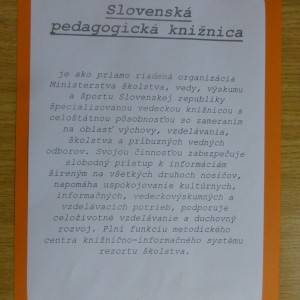 Slovenská
pedagogická knižnica
je ako priamo riadená organizácia
Ministerstva školstva, vedy, výskumu
a športu Slovenskej republiky
špecializovanou vedeckou knižnicou s
celoštátnou pôsobnosťou so zameraním
na oblasť výchovy, vzdelávania,
školstva a príbuzných vedných
odborov. Svojou činnosťou zabezpečuje
slobodný prístup k informáciám
šíreným na všetkých druhoch nosičov,
napomáha uspokojovanie kultúrnych,
informačných, vedeckovýskumných a
vzdelávacích potrieb, podporuje
celoživotné vzdelávanie a duchovný
rozvoj. Plní funkciu metodického
centra knižnično-informačného systému
rezortu školstva.